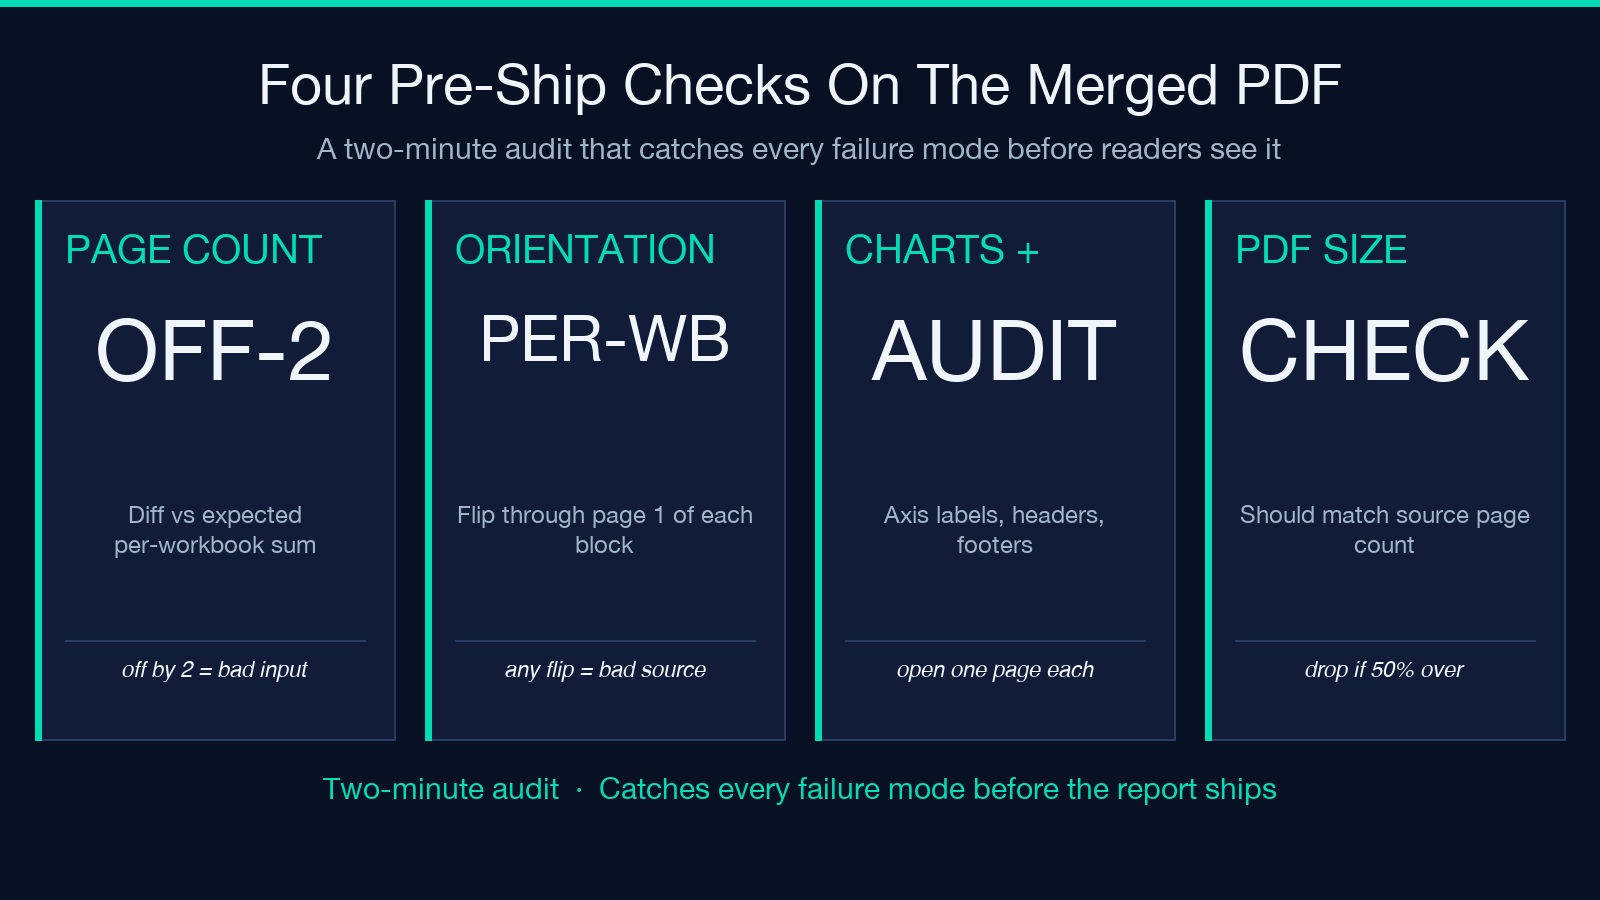 Four Pre-Ship Checks On The Merged PDF
A two-minute audit that catches every failure mode before readers see it
PAGE COUNT
OFF-2
Diff vs expected
per-workbook sum
off by 2 = bad input
ORIENTATION
PER-WB
Flip through page 1 of each
block
any flip = bad source
CHARTS +
AUDIT
Axis labels, headers,
footers
open one page each
PDF SIZE
CHECK
Should match source page
count
drop if 50% over
Two-minute audit · Catches every failure mode before the report ships